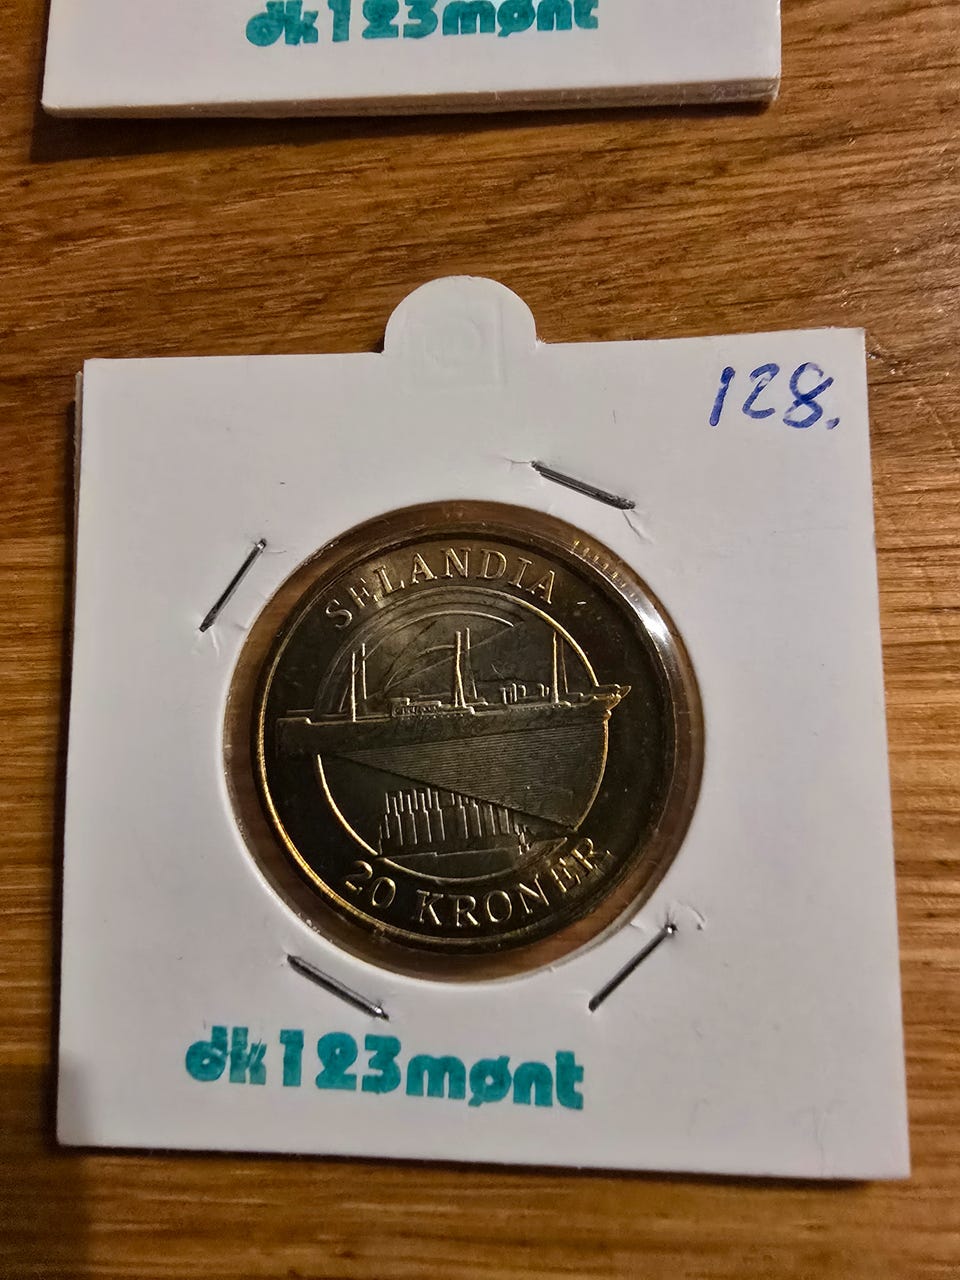 dk123mønt
128.
SELANDIA
20 KRONER
dk123mønt